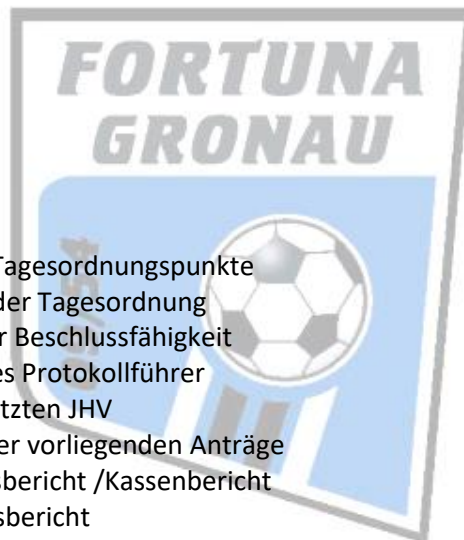 FORTUNA
GRONAU
Tagesordnungspunkte
der Tagesordnung
r Beschlussfähigkeit
es Protokollführer
tzten JHV
er vorliegenden Anträge
sbericht /Kassenbericht
sbericht